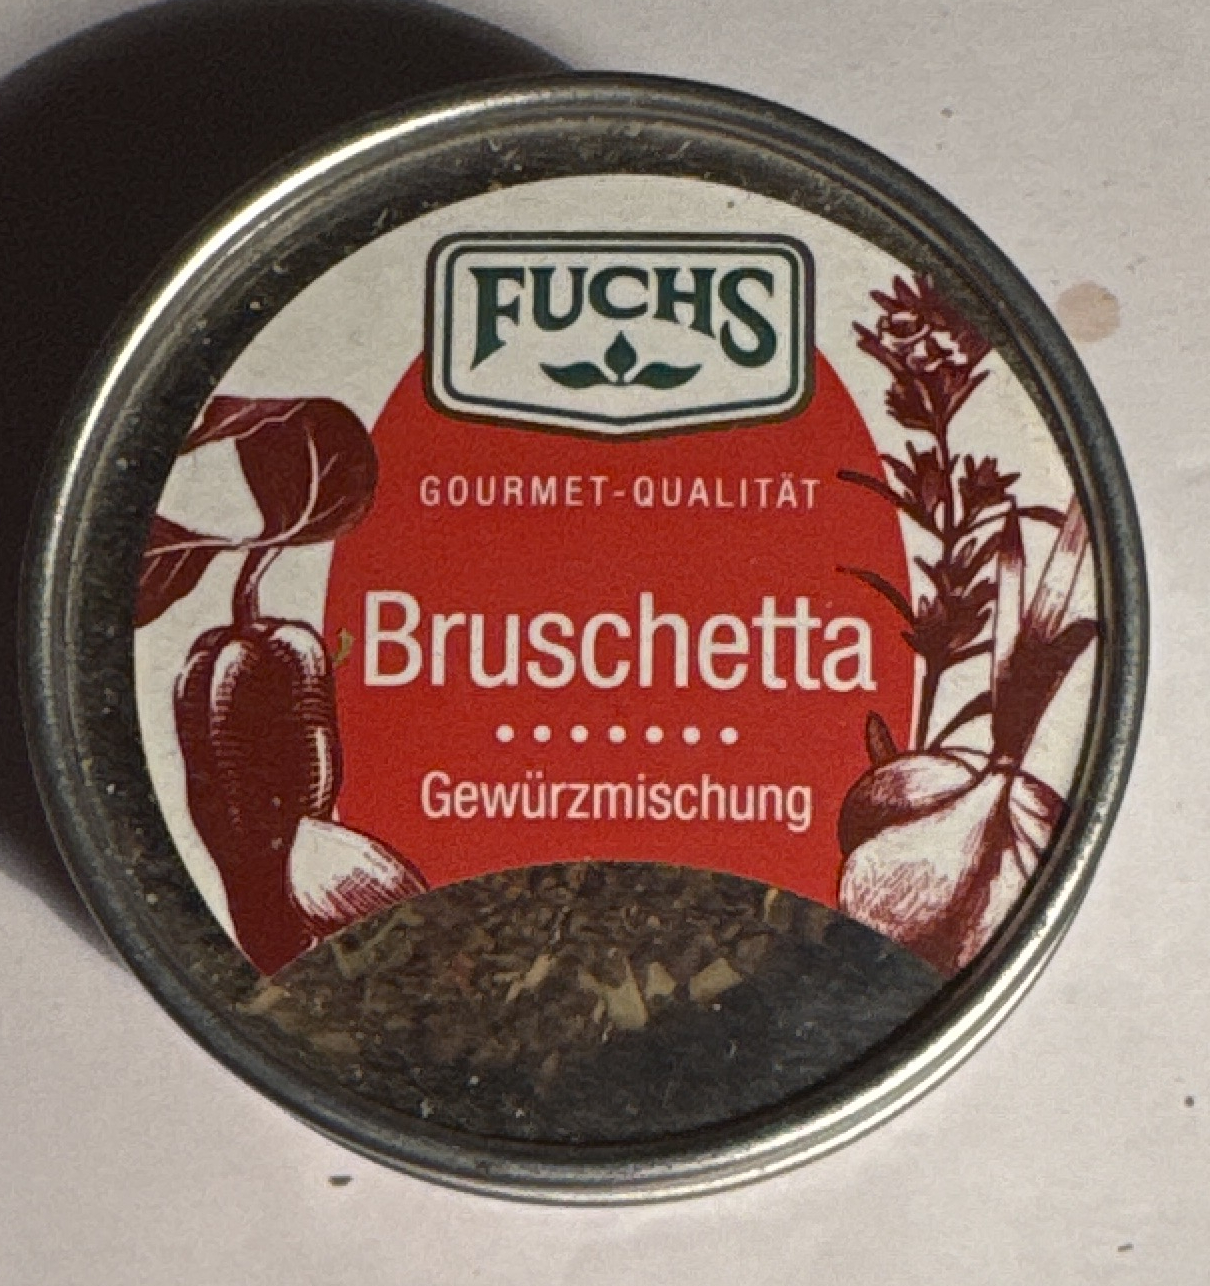 FUCHS
GOURMET-QUALITÄT
Bruschetta
Gewürzmischung